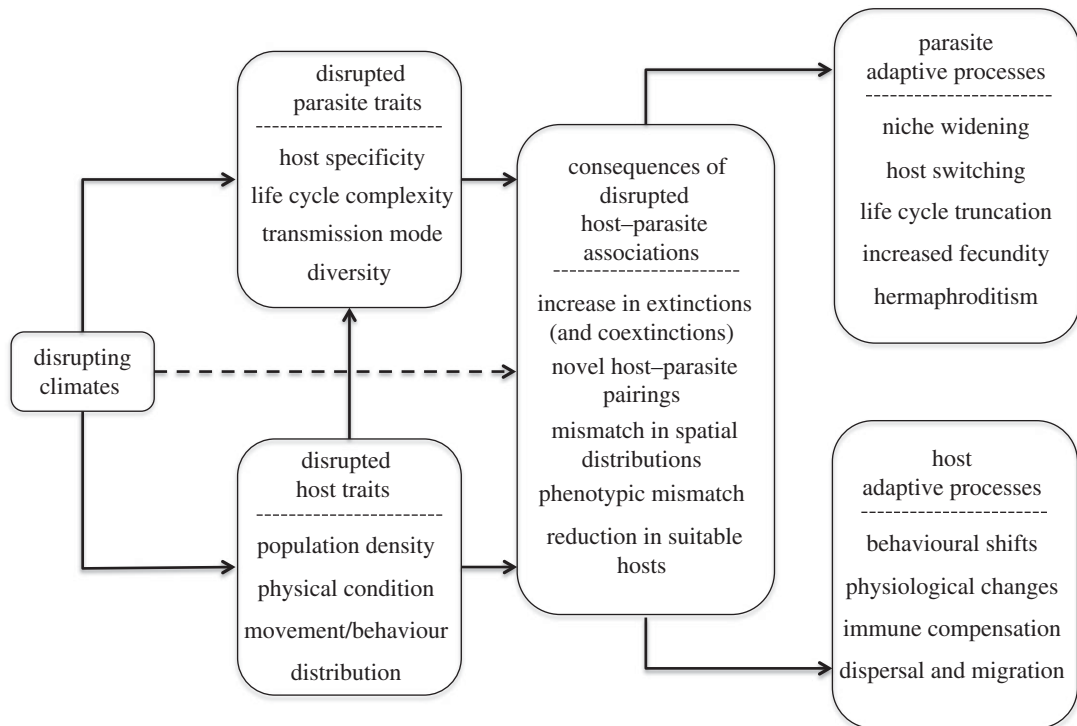 disrupting
climates
disrupted
parasite traits
host specificity
life cycle complexity
transmission mode
diversity
disrupted
host traits
population density
physical condition
movement/behaviour
distribution
consequences of
disrupted
host–parasite
associations
increase in extinctions
(and coextinctions)
novel host–parasite
pairings
mismatch in spatial
distributions
phenotypic mismatch
reduction in suitable
hosts
parasite
adaptive processes
niche widening
host switching
life cycle truncation
increased fecundity
hermaphroditism
host
adaptive processes
behavioural shifts
physiological changes
immune compensation
dispersal and migration